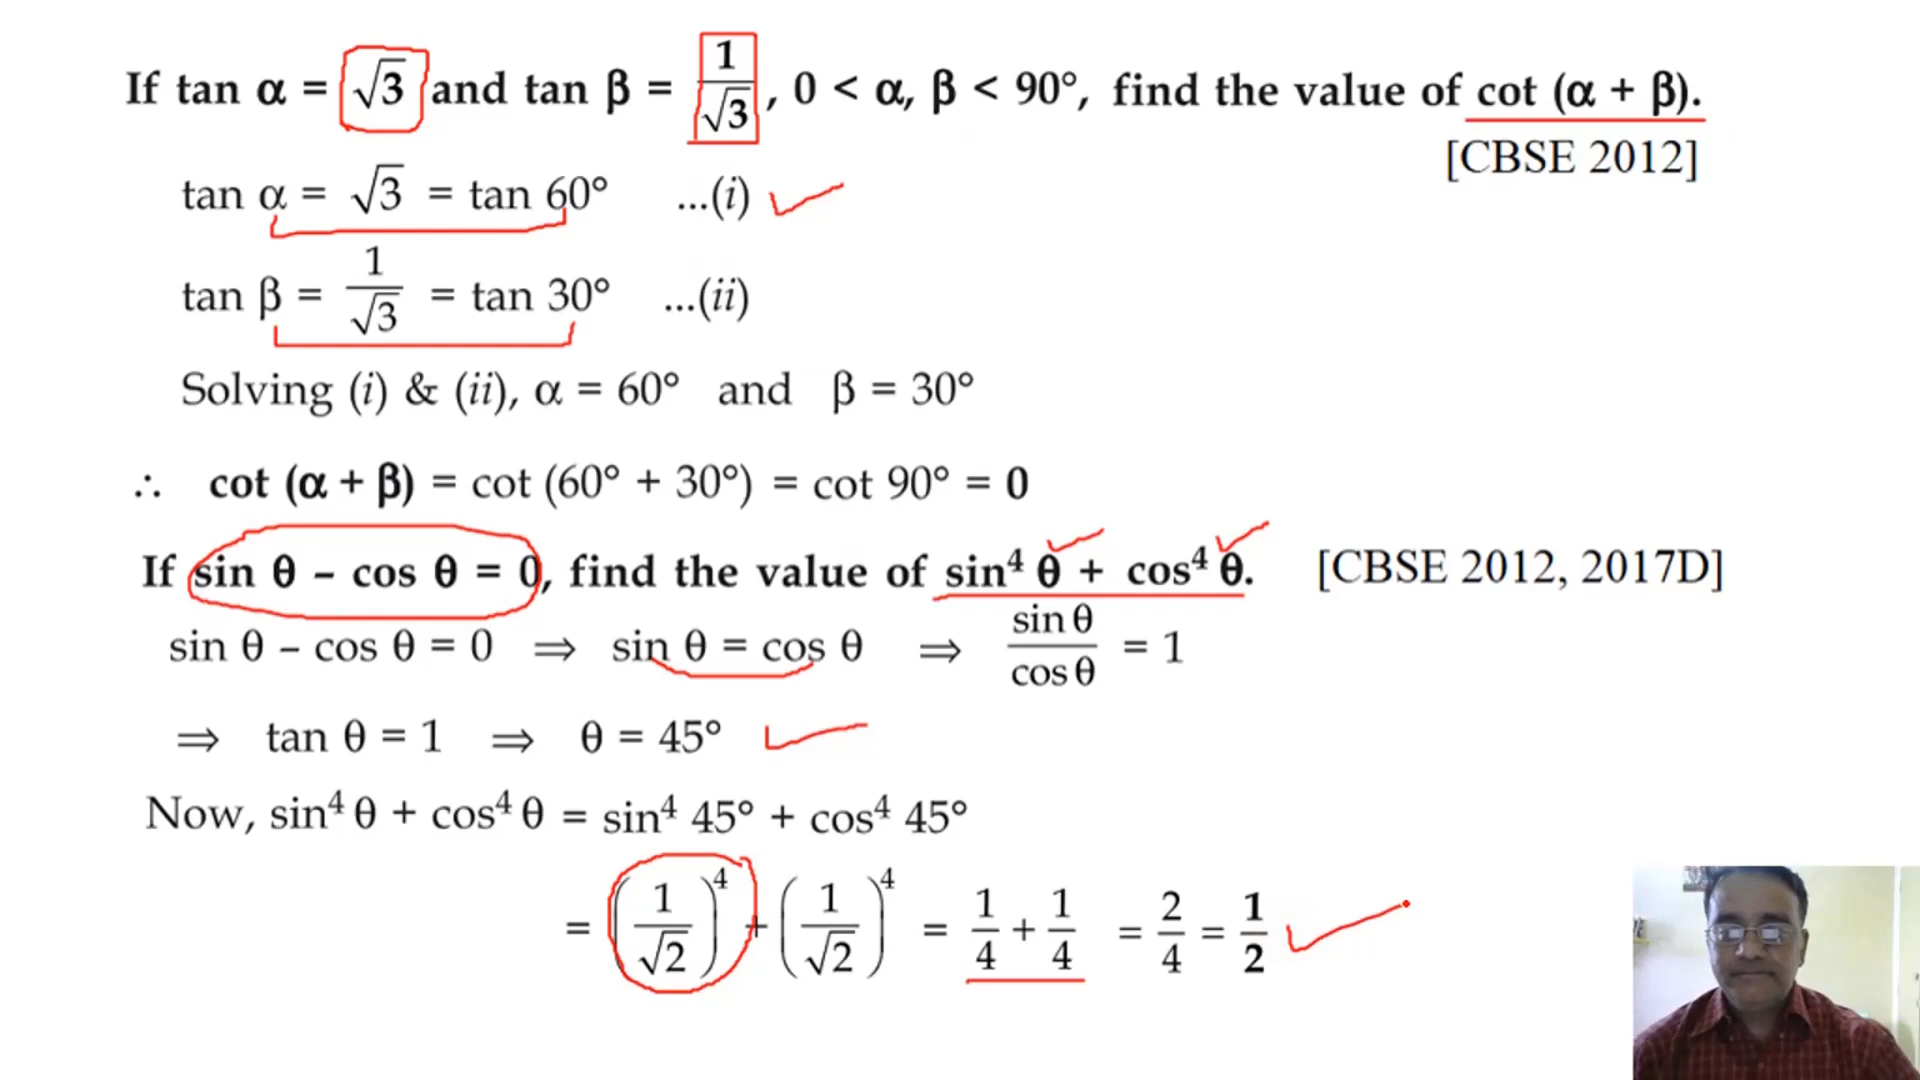 If tan α = √3 and tan β = 1/√3, 0 < α, β < 90°, find the value of cot (α + β).
[CBSE 2012]
tan α = √3 = tan 60° ...(i)
tan β = 1/√3 = tan 30° ...(ii)
Solving (i) & (ii), α = 60° and β = 30°
∴ cot (α + β) = cot (60° + 30°) = cot 90° = 0
If sin θ – cos θ = 0, find the value of sin⁴ θ + cos⁴ θ. [CBSE 2012, 2017D]
sin θ – cos θ = 0 ⇒ sin θ = cos θ ⇒ sin θ/cos θ = 1
⇒ tan θ = 1 ⇒ θ = 45°
Now, sin⁴ θ + cos⁴ θ = sin⁴ 45° + cos⁴ 45°
= (1/√2)⁴ + (1/√2)⁴ = 1/4 + 1/4 = 2/4 = 1/2